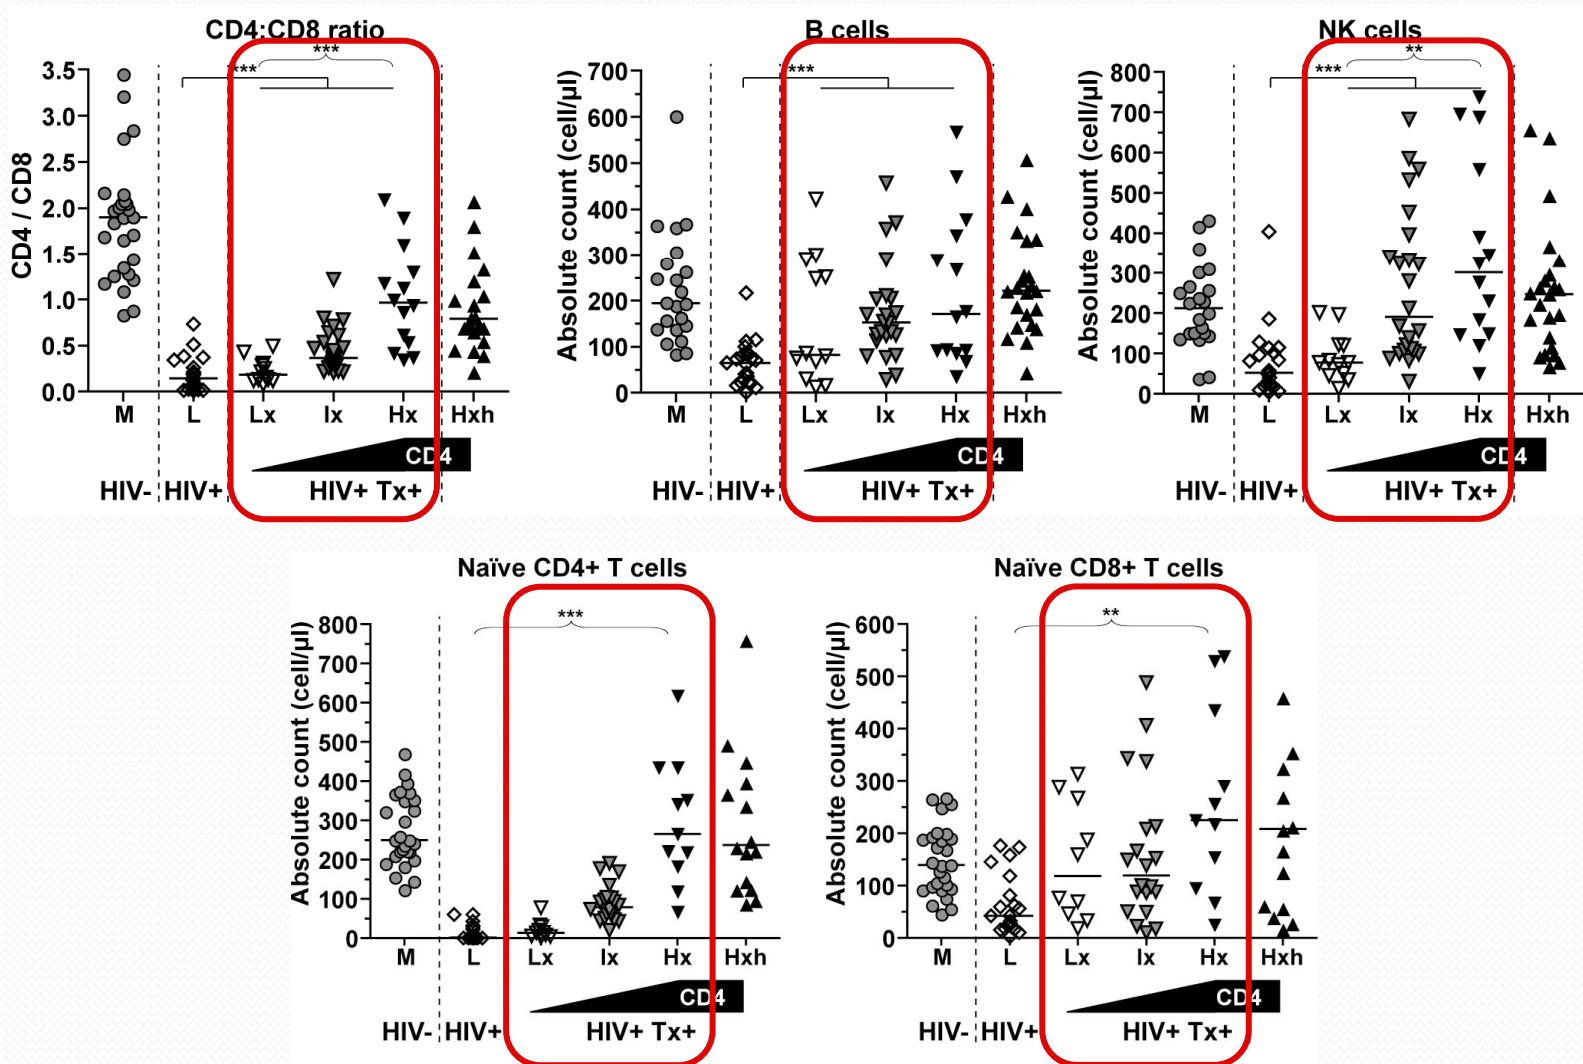 CD4:CD8 ratio
***
***
3.5
3.0
2.5
2.0
1.5
1.0
0.5
0.0
CD4 / CD8
M
L
Lx
Ix
Hx
Hxh
CD4
HIV-
HIV+
HIV+ Tx+
B cells
***
700
600
500
400
300
200
100
0
Absolute count (cell/µl)
M
L
Lx
Ix
Hx
Hxh
CD4
HIV-
HIV+
HIV+ Tx+
NK cells
**
***
800
700
600
500
400
300
200
100
0
Absolute count (cell/µl)
M
L
Lx
Ix
Hx
Hxh
CD4
HIV-
HIV+
HIV+ Tx+
Naïve CD4+ T cells
***
800
700
600
500
400
300
200
100
0
Absolute count (cell/µl)
M
L
Lx
Ix
Hx
Hxh
CD4
HIV-
HIV+
HIV+ Tx+
Naïve CD8+ T cells
**
600
500
400
300
200
100
0
Absolute count (cell/µl)
M
L
Lx
Ix
Hx
Hxh
CD4
HIV-
HIV+
HIV+ Tx+